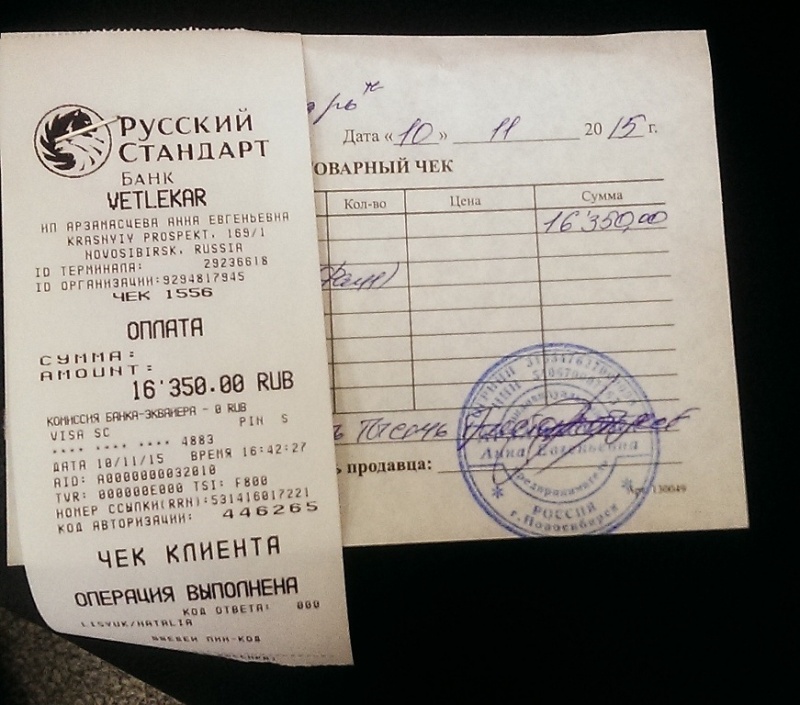 РУССКИЙ
СТАНДАРТ
БАНК
VETLEKAR
ИП АРЗАМАСЦЕВА АННА ЕВГЕНЬЕВНА
KRASNYIY PROSPEKT, 169/1
NOVOSIBIRSK, RUSSIA
ID ТЕРМИНАЛА: 29236618
ID ОРГАНИЗАЦИИ:9294817945
ЧЕК 1556
ОПЛАТА
СУММА:
AMOUNT:
16'350.00 RUB
КОМИССИЯ БАНКА-ЭКВАЙЕРА - 0 RUB
PIN S
VISA SC
**** **** **** 4883
ДАТА 10/11/15 ВРЕМЯ 16:42:27
AID: A0000000032010
TVR: 000000E000 TSI: F800
НОМЕР ССЫЛКИ(RRN):531416017221
КОД АВТОРИЗАЦИИ: 446265
ЧЕК КЛИЕНТА
ОПЕРАЦИЯ ВЫПОЛНЕНА
КОД ОТВЕТА: 000
LISYUK/NATALIA
ВВЕДЕН ПИН-КОД
арь"
Дата «10» 11 2015 г.
ОВАРНЫЙ ЧЕК
Кол-во Цена Сумма
16'350,00
ь продавца:
Анна Евгеньевна
РОССИЯ
г.Новосибирск
Арт. 130049